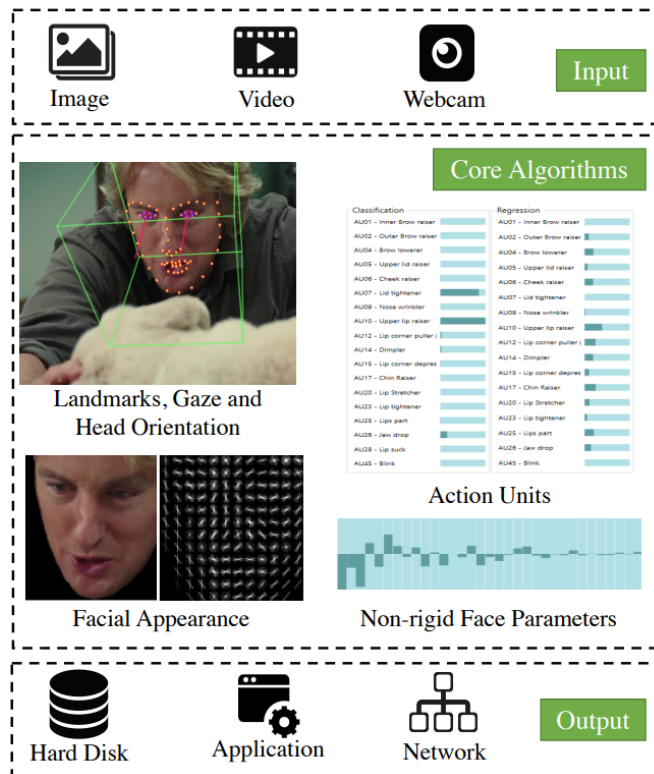 Image
Video
Webcam
Input
Core Algorithms
Classification
AU01 - Inner Brow raiser
AU02 - Outer Brow raiser
AU04 - Brow lowerer
AU05 - Upper lid raiser
AU06 - Cheek raiser
AU07 - Lid tightener
AU09 - Nose wrinkler
AU10 - Upper lip raiser
AU12 - Lip corner puller (
AU14 - Dimpler
AU15 - Lip corner depres
AU17 - Chin Raiser
AU20 - Lip Stretcher
AU23 - Lip tightener
AU25 - Lips part
AU26 - Jaw drop
AU28 - Lip suck
AU45 - Blink
Regression
AU01 - Inner Brow raiser
AU02 - Outer Brow raiser
AU04 - Brow lowerer
AU05 - Upper lid raiser
AU06 - Cheek raiser
AU07 - Lid tightener
AU09 - Nose wrinkler
AU10 - Upper lip raiser
AU12 - Lip corner puller (
AU14 - Dimpler
AU15 - Lip corner depres
AU17 - Chin Raiser
AU20 - Lip Stretcher
AU23 - Lip tightener
AU25 - Lips part
AU26 - Jaw drop
AU45 - Blink
Landmarks, Gaze and
Head Orientation
Action Units
Facial Appearance
Non-rigid Face Parameters
Hard Disk
Application
Network
Output